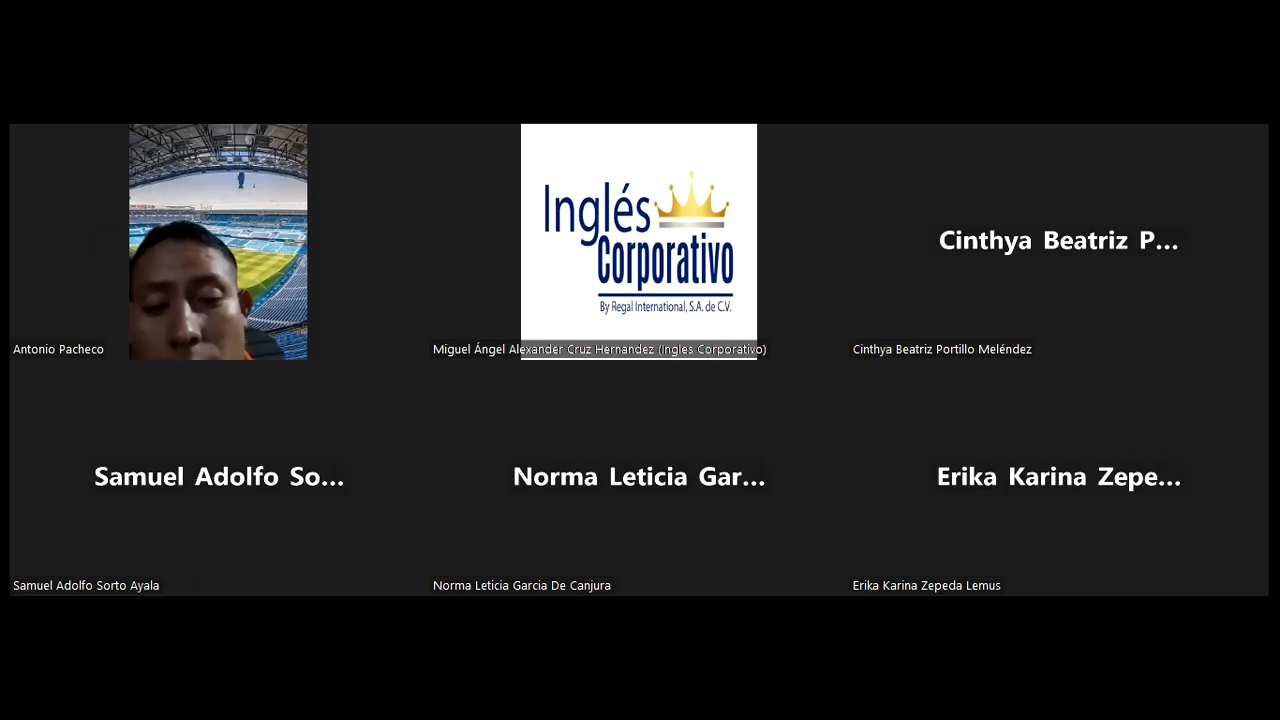 Inglés
Corporativo
By Regal International, S.A. de C.V.
Cinthya Beatriz P...
Antonio Pacheco
Miguel Ángel Alexander Cruz Hernandez (Ingles Corporativo)
Cinthya Beatriz Portillo Meléndez
Samuel Adolfo So...
Norma Leticia Gar...
Erika Karina Zepe...
Samuel Adolfo Sorto Ayala
Norma Leticia Garcia De Canjura
Erika Karina Zepeda Lemus